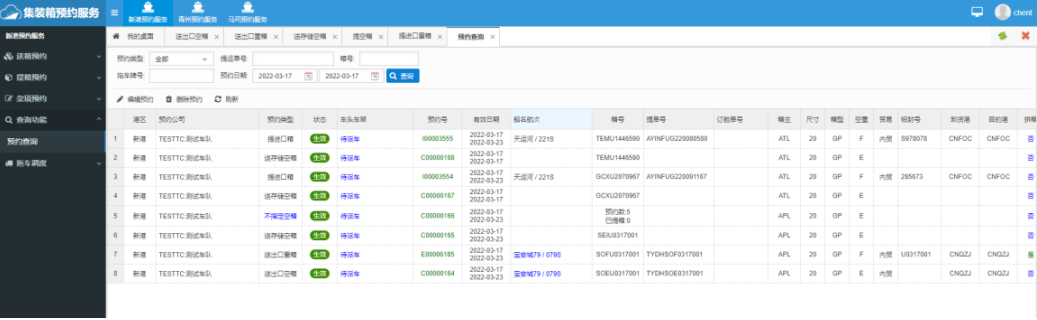 集装箱预约服务
新港预约服务 福州预约服务 马司预约服务 chent
新港预约服务 我的桌面 送出口空箱 送出口重箱 送存储空箱 提空箱 提进口重箱 预约查询
送箱预约
提箱预约
杂项预约
查询功能
预约查询
拖车调度
预约类型: 全部 提运单号: 箱号:
拖车牌号: 预约日期: 2022-03-17 2022-03-17 查询
编辑预约 删除预约 刷新
港区 预约公司 预约类型 状态 车头车架 预约号 有效日期 船名航次 箱号 提单号 订舱单号 箱主 尺寸 箱型 空重 贸易 铅封号 卸货港 目的港
1 新港 TESTTC:测试车队 提进口箱 生效 待派车 I00003555 2022-03-17 2022-03-23 天运河 / 221S TEMU1446590 AYINFUG220080580 ATL 20 GP F 内贸 S978078 CNFOC CNFOC 否
2 新港 TESTTC:测试车队 送存储空箱 生效 待派车 C00000168 2022-03-17 2022-03-17 TEMU1446590 ATL 20 GP E 否
3 新港 TESTTC:测试车队 提进口箱 生效 待派车 I00003554 2022-03-17 2022-03-23 天运河 / 221S GCXU2070967 AYINFUG220091167 ATL 20 GP F 内贸 285673 CNFOC CNFOC 否
4 新港 TESTTC:测试车队 送存储空箱 生效 待派车 C00000167 2022-03-17 2022-03-17 GCXU2070967 ATL 20 GP E 否
5 新港 TESTTC:测试车队 不指定空箱 生效 待派车 C00000166 2022-03-17 2022-03-23 预约数:5 已提箱:0 APL 20 GP E 否
6 新港 TESTTC:测试车队 送存储空箱 生效 待派车 C00000165 2022-03-17 2022-03-23 SEIU0317001 APL 20 GP E 否
7 新港 TESTTC:测试车队 送出口重箱 生效 待派车 E00000185 2022-03-17 2022-03-23 宝安城79 / 079S SOFU0317001 TYDHSOF0317001 APL 20 GP F 内贸 U0317001 CNQZJ CNQZJ 是
8 新港 TESTTC:测试车队 送出口空箱 生效 待派车 C00000164 2022-03-17 2022-03-23 宝安城79 / 079S SOEU0317001 TYDHSOE0317001 APL 20 GP E 内贸 CNQZJ CNQZJ 否